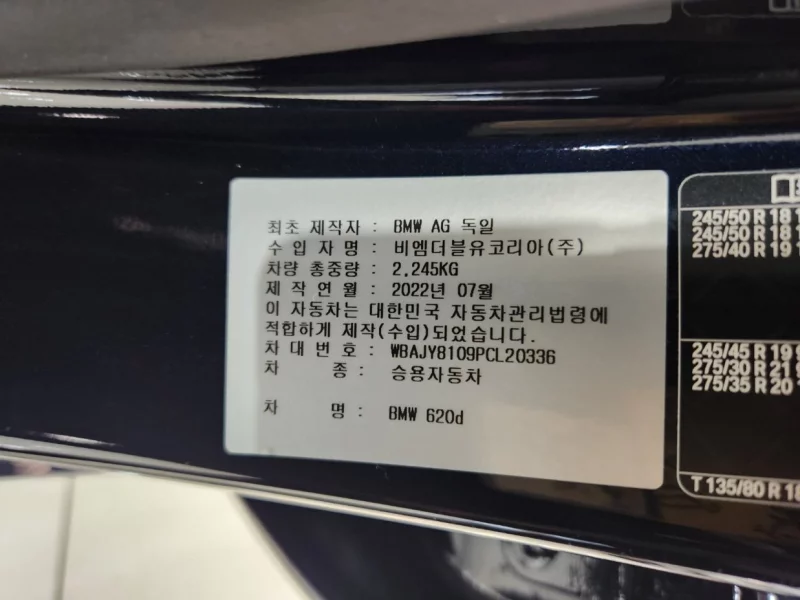 최초 제작자 : BMW AG 독일
수 입 자 명 : 비엠더블유코리아(주)
차량 총중량 : 2,245KG
제 작 연 월 : 2022년 07월
이 자동차는 대한민국 자동차관리법령에
적합하게 제작(수입)되었습니다.
차 대 번 호 : WBAJY8109PCL20336
차 종 : 승용자동차
차 명 : BMW 620d
245/50 R 18 1
245/50 R 18 1
275/40 R 19 1
245/45 R 19
275/30 R 21
275/35 R 20
T 135/80 R 18